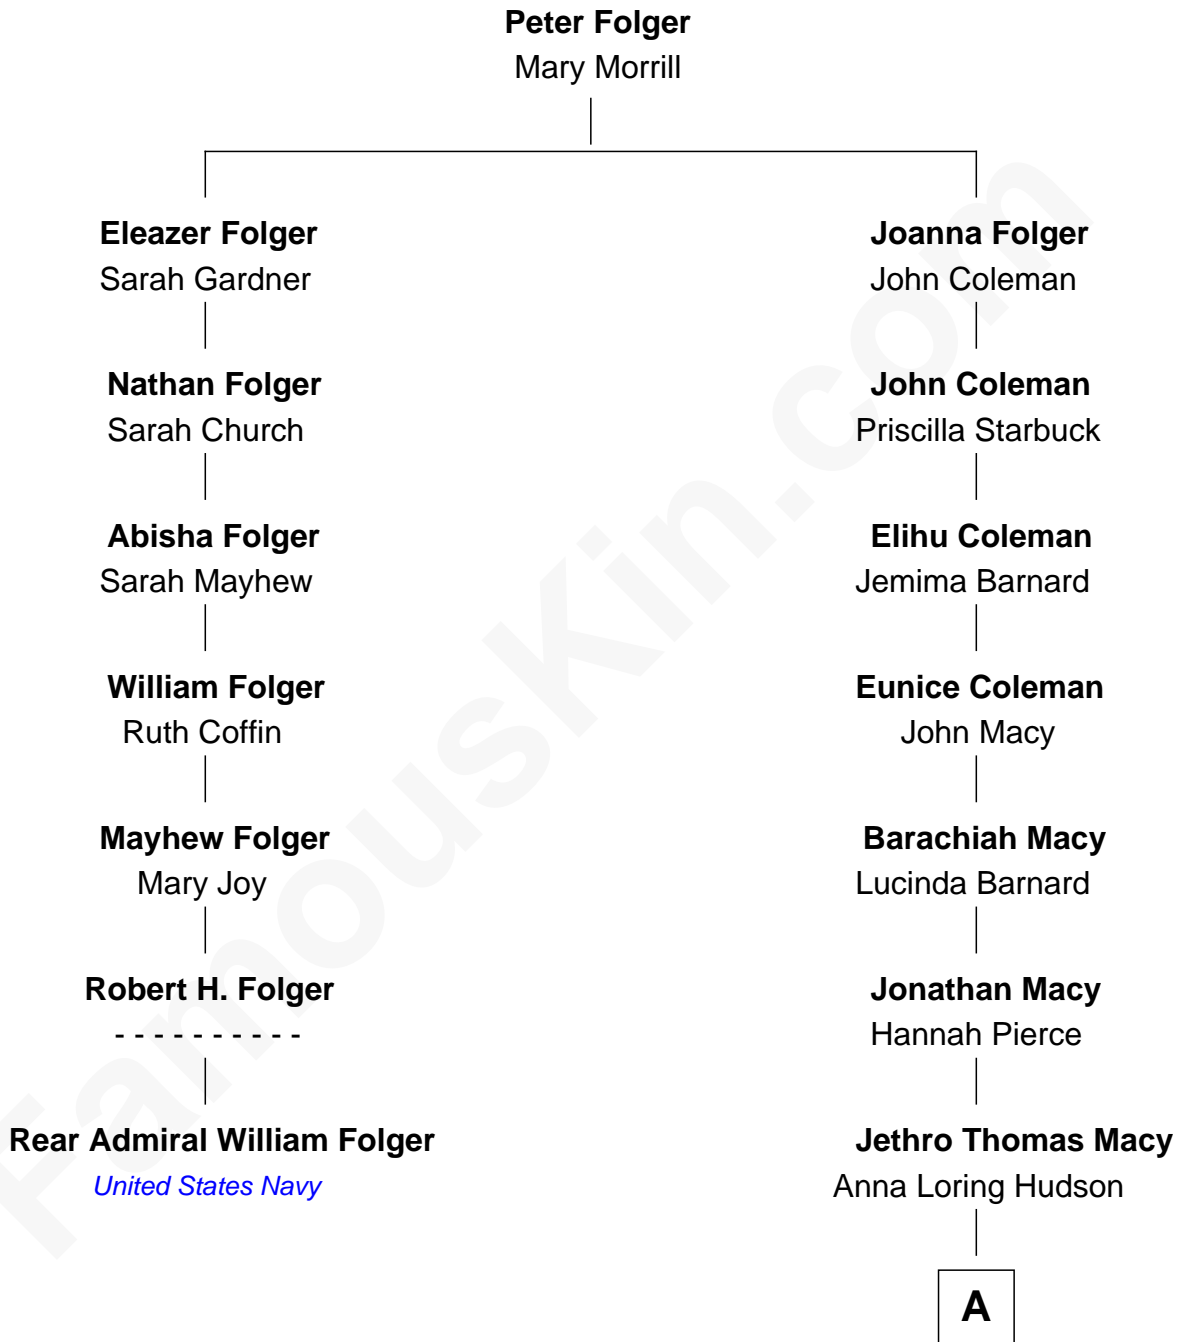 Peter Folger
Mary Morrill
Eleazer Folger
Sarah Gardner
Joanna Folger
John Coleman
Nathan Folger
Sarah Church
John Coleman
Priscilla Starbuck
Abisha Folger
Sarah Mayhew
Elihu Coleman
Jemima Barnard
William Folger
Ruth Coffin
Eunice Coleman
John Macy
Mayhew Folger
Mary Joy
Barachiah Macy
Lucinda Barnard
Robert H. Folger
- - - - - - - - - -
Jonathan Macy
Hannah Pierce
Rear Admiral William Folger
United States Navy
Jethro Thomas Macy
Anna Loring Hudson
A
FamousKin.com